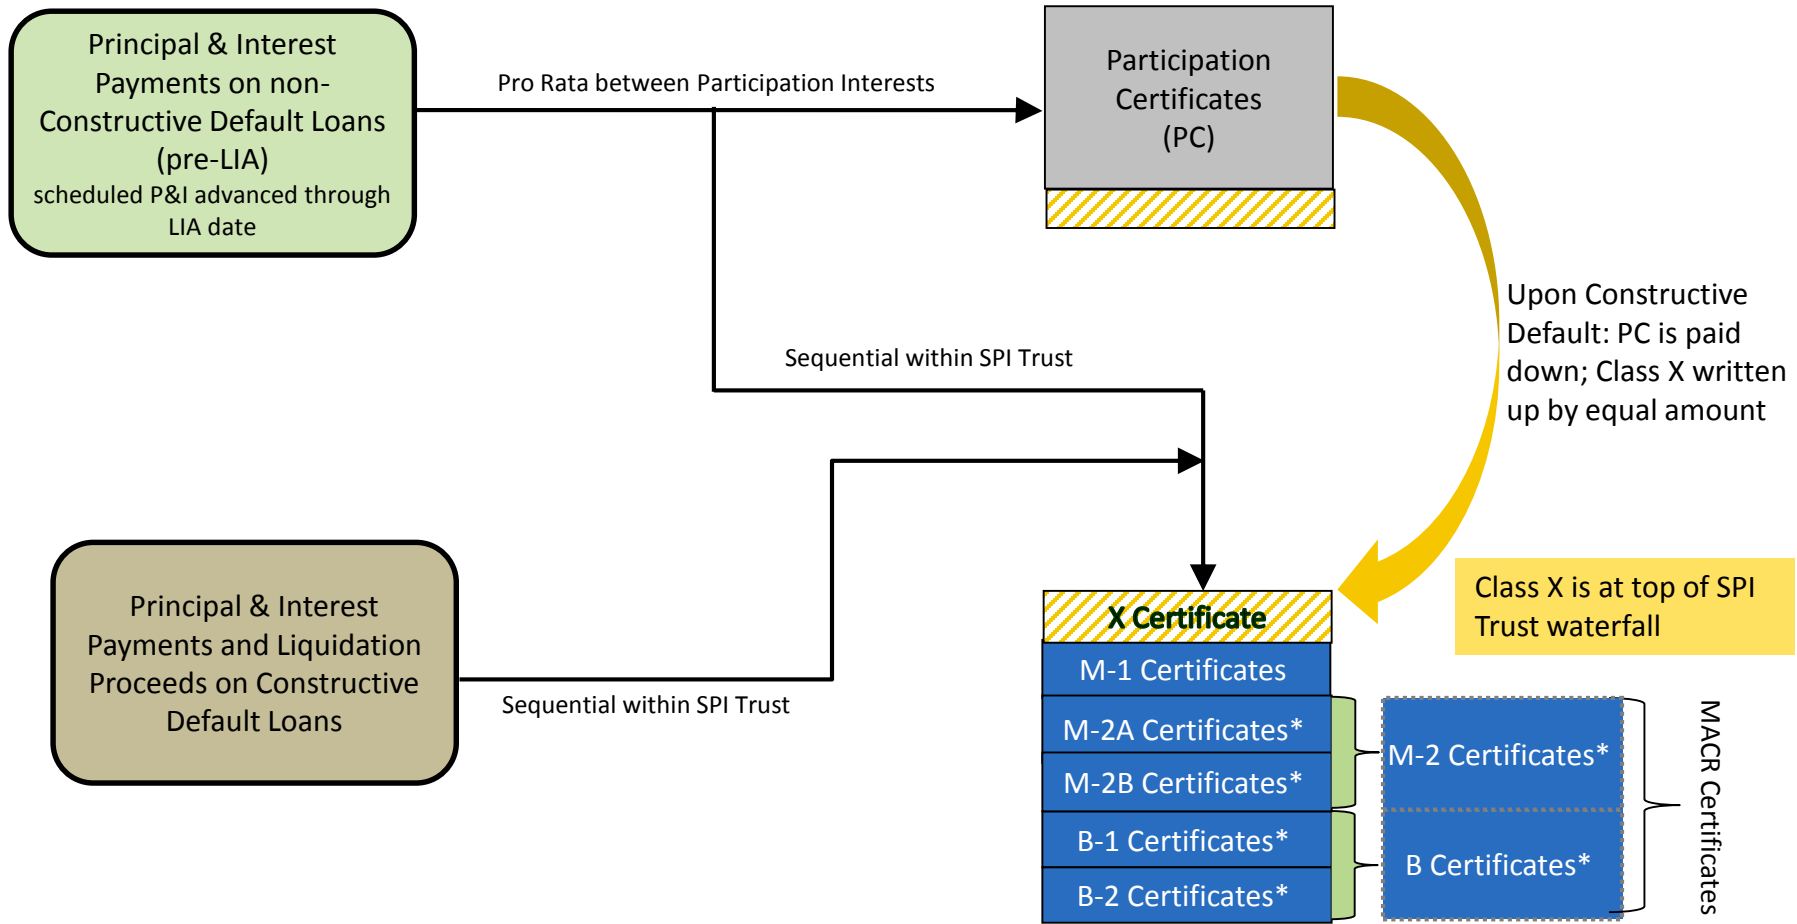 Principal & Interest
Payments on non-
Constructive Default Loans
(pre-LIA)
scheduled P&I advanced through
LIA date
Pro Rata between Participation Interests
Participation
Certificates
(PC)
Upon Constructive
Default: PC is paid
down; Class X written
up by equal amount
Sequential within SPI Trust
Principal & Interest
Payments and Liquidation
Proceeds on Constructive
Default Loans
Sequential within SPI Trust
Class X is at top of SPI
Trust waterfall
X Certificate
M-1 Certificates
M-2A Certificates*
M-2B Certificates*
B-1 Certificates*
B-2 Certificates*
M-2 Certificates*
B Certificates*
MACR Certificates